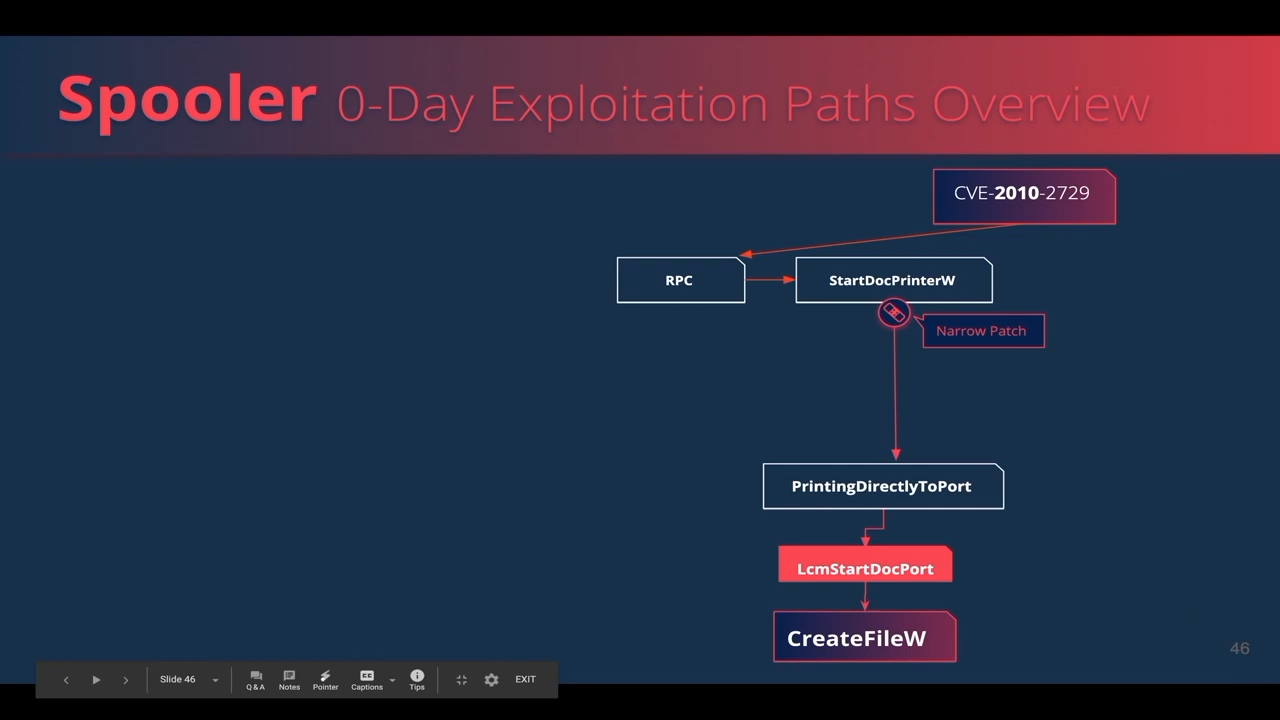 Spooler 0-Day Exploitation Paths Overview
CVE-2010-2729
RPC
StartDocPrinterW
Narrow Patch
PrintingDirectlyToPort
LcmStartDocPort
CreateFileW
46
Slide 46
Q & A
Notes
Pointer
CC
Captions
Tips
EXIT